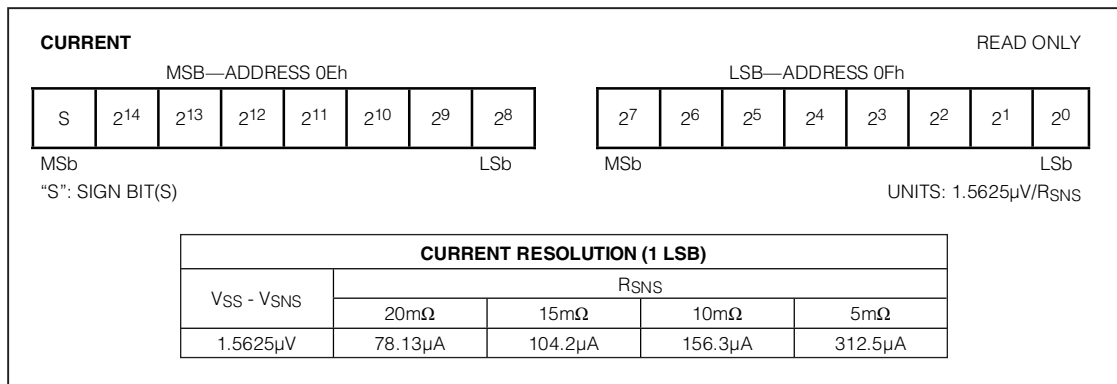 CURRENT READ ONLY
MSB—ADDRESS 0Eh LSB—ADDRESS 0Fh
S 2¹⁴ 2¹³ 2¹² 2¹¹ 2¹⁰ 2⁹ 2⁸ 2⁷ 2⁶ 2⁵ 2⁴ 2³ 2² 2¹ 2⁰
MSb LSb MSb LSb
"S": SIGN BIT(S) UNITS: 1.5625µV/RSNS
CURRENT RESOLUTION (1 LSB)
VSS - VSNS RSNS
20mΩ 15mΩ 10mΩ 5mΩ
1.5625µV 78.13µA 104.2µA 156.3µA 312.5µA